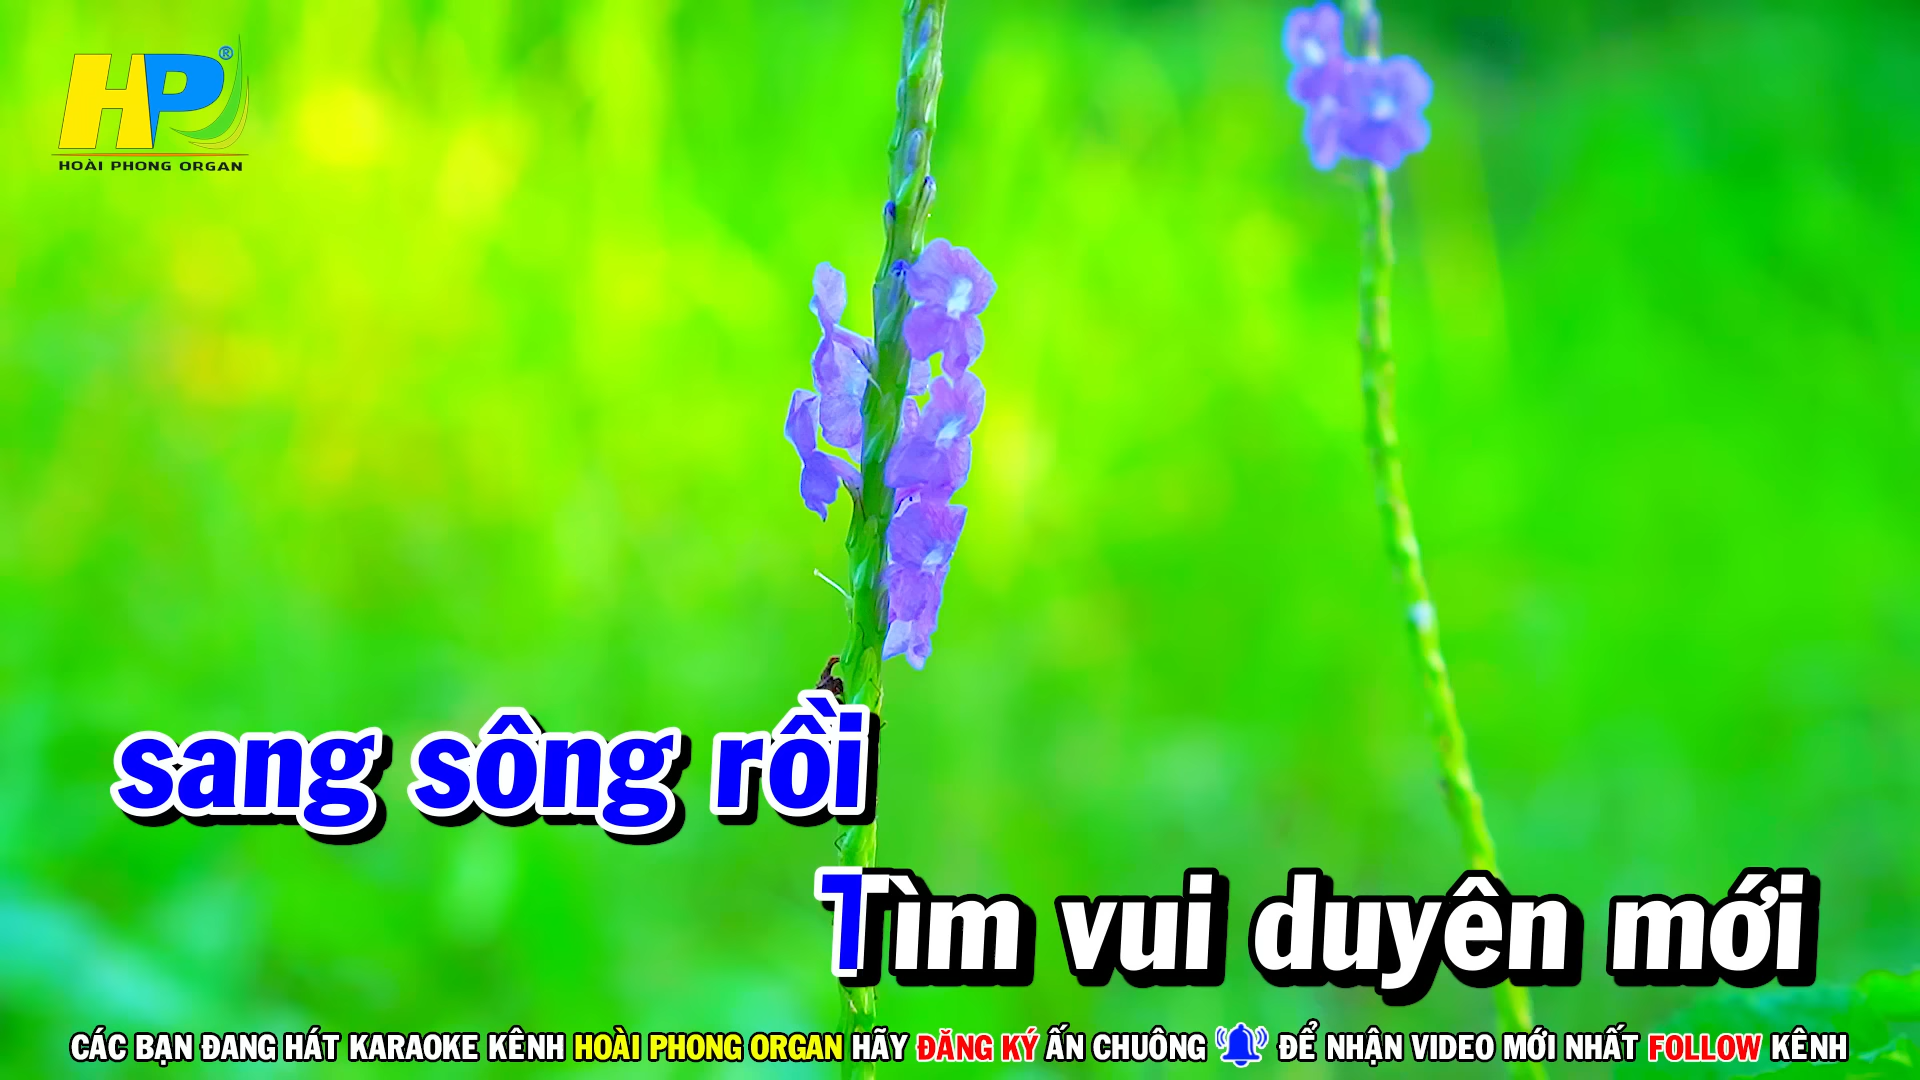 HP®
HOÀI PHONG ORGAN
sang sông rồi
Tìm vui duyên mới
CÁC BẠN ĐANG HÁT KARAOKE KÊNH HOÀI PHONG ORGAN HÃY ĐĂNG KÝ ẤN CHUÔNG ĐỂ NHẬN VIDEO MỚI NHẤT FOLLOW KÊNH